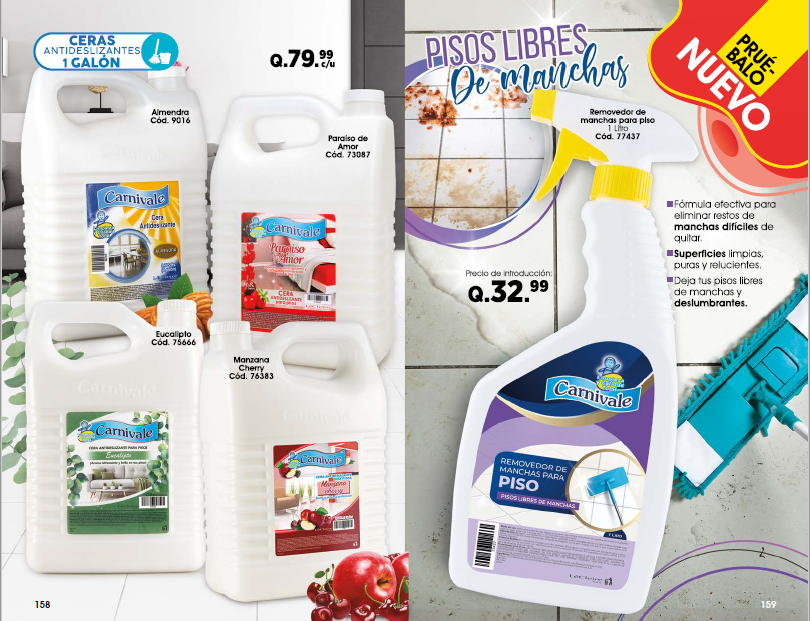 CERAS
ANTIDESLIZANTES
1 GALÓN
Q.79.99
c/u
Almendra
Cód. 9016
Paraíso de
Amor
Cód. 73087
Carnivale
Cera
Antideslizante
Carnivale
Paraíso
Amor
CERA
ANTIDESLIZANTE
Eucalipto
Cód. 75666
Manzana
Cherry
Cód. 76383
Carnivale
CERA ANTIDESLIZANTE PARA PISOS
Eucalipto
Carnivale
Manzana
cherry
158
PISOS LIBRES
De manchas
PRUÉ-
BALO
NUEVO
Removedor de
manchas para piso
1 Litro
Cód. 77437
Fórmula efectiva para
eliminar restos de
manchas difíciles de
quitar.
Superficies limpias,
puras y relucientes.
Deja tus pisos libres
de manchas y
deslumbrantes.
Precio de introducción:
Q.32.99
Carnivale
REMOVEDOR DE
MANCHAS PARA
PISO
PISOS LIBRES DE MANCHAS
1 LITRO
159